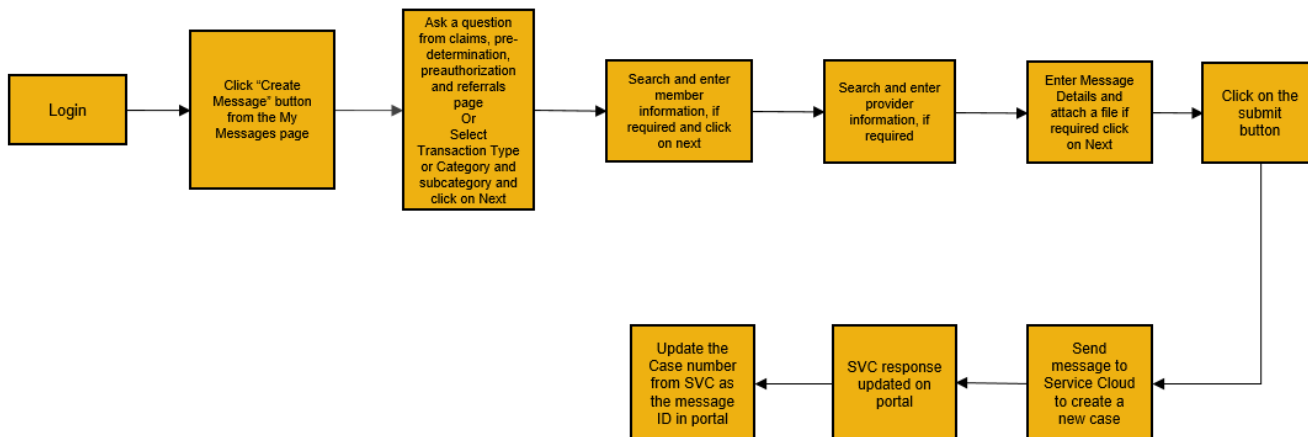 Login
Click “Create
Message” button
from the My
Messages page
Ask a question
from claims, pre-
determination,
preauthorization
and referrals
page
Or
Select
Transaction Type
or Category and
subcategory and
click on Next
Search and enter
member
information, if
required and click
on next
Search and enter
provider
information, if
required
Enter Message
Details and
attach a file if
required click
on Next
Click on the
submit
button
Update the
Case number
from SVC as
the message
ID in portal
SVC response
updated on
portal
Send
message to
Service Cloud
to create a
new case